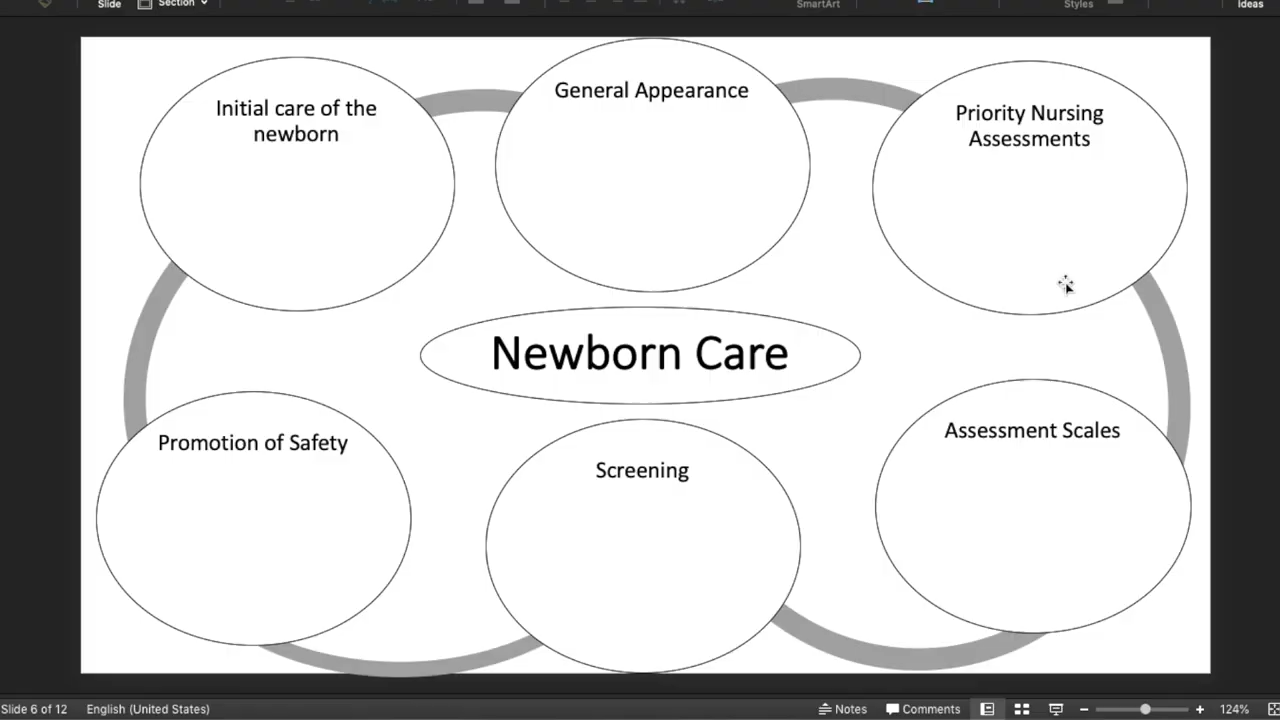 Slide
Section
SmartArt
Styles
Ideas
Initial care of the
newborn
General Appearance
Priority Nursing
Assessments
Newborn Care
Promotion of Safety
Screening
Assessment Scales
Slide 6 of 12
English (United States)
Notes
Comments
124%